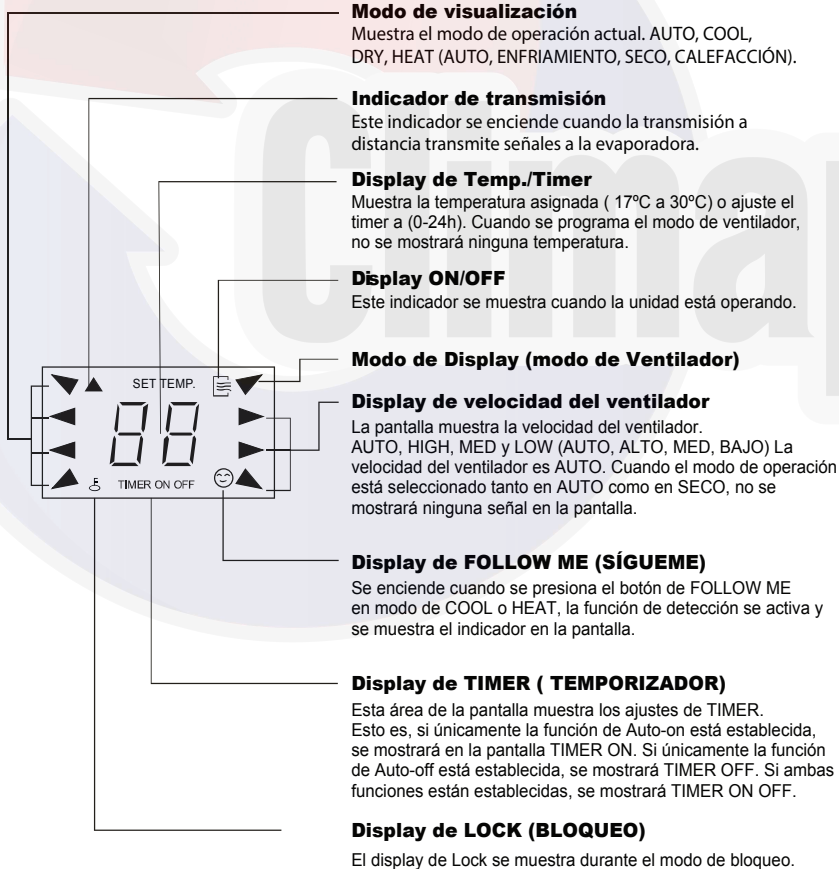 Modo de visualización
Muestra el modo de operación actual. AUTO, COOL,
DRY, HEAT (AUTO, ENFRIAMIENTO, SECO, CALEFACCIÓN).
Indicador de transmisión
Este indicador se enciende cuando la transmisión a
distancia transmite señales a la evaporadora.
Display de Temp./Timer
Muestra la temperatura asignada ( 17ºC a 30ºC) o ajuste el
timer a (0-24h). Cuando se programa el modo de ventilador,
no se mostrará ninguna temperatura.
Display ON/OFF
Este indicador se muestra cuando la unidad está operando.
Modo de Display (modo de Ventilador)
Display de velocidad del ventilador
La pantalla muestra la velocidad del ventilador.
AUTO, HIGH, MED y LOW (AUTO, ALTO, MED, BAJO) La
velocidad del ventilador es AUTO. Cuando el modo de operación
está seleccionado tanto en AUTO como en SECO, no se
mostrará ninguna señal en la pantalla.
Display de FOLLOW ME (SÍGUEME)
Se enciende cuando se presiona el botón de FOLLOW ME
en modo de COOL o HEAT, la función de detección se activa y
se muestra el indicador en la pantalla.
Display de TIMER ( TEMPORIZADOR)
Esta área de la pantalla muestra los ajustes de TIMER.
Esto es, si únicamente la función de Auto-on está establecida,
se mostrará en la pantalla TIMER ON. Si únicamente la función
de Auto-off está establecida, se mostrará TIMER OFF. Si ambas
funciones están establecidas, se mostrará TIMER ON OFF.
Display de LOCK (BLOQUEO)
El display de Lock se muestra durante el modo de bloqueo.
SET TEMP.
88
TIMER ON OFF
Climap